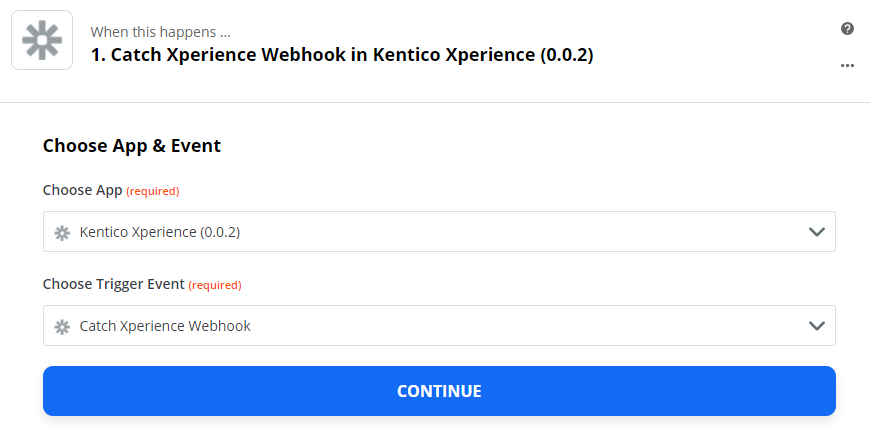 When this happens ...
1. Catch Xperience Webhook in Kentico Xperience (0.0.2)
?
...
Choose App & Event
Choose App (required)
Kentico Xperience (0.0.2)
Choose Trigger Event (required)
Catch Xperience Webhook
CONTINUE